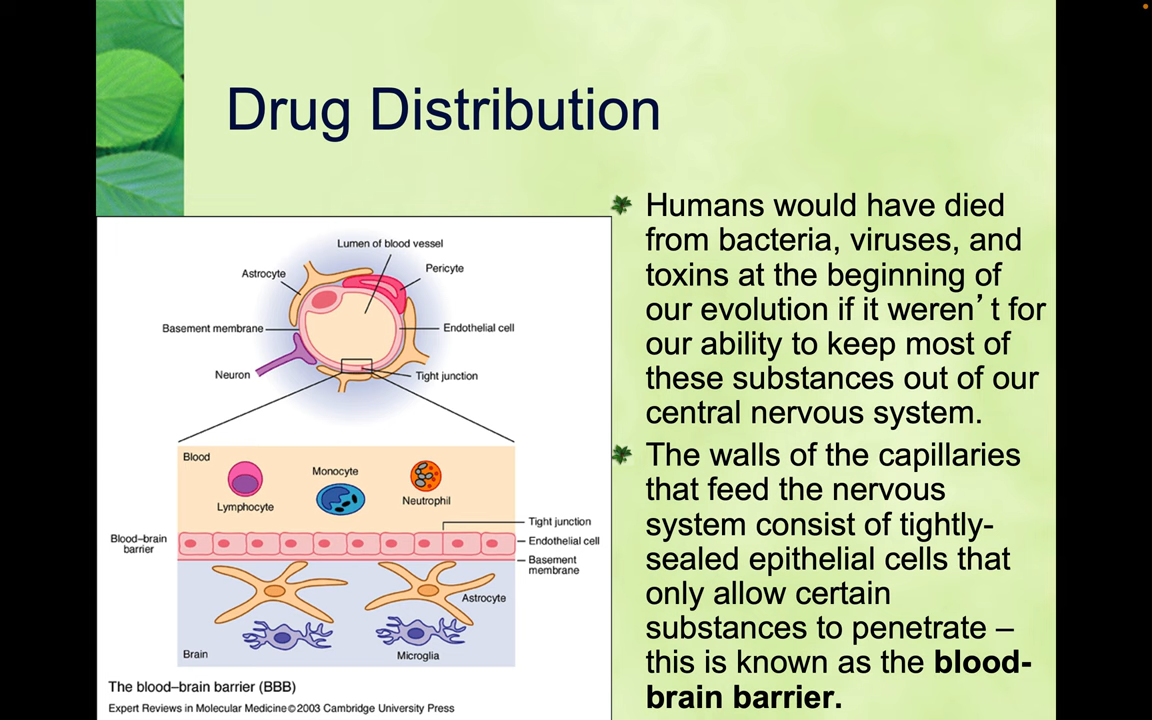 Drug Distribution
Humans would have died
from bacteria, viruses, and
toxins at the beginning of
our evolution if it weren’ t for
our ability to keep most of
these substances out of our
central nervous system.
The walls of the capillaries
that feed the nervous
system consist of tightly-
sealed epithelial cells that
only allow certain
substances to penetrate –
this is known as the blood-
brain barrier.
Lumen of blood vessel
Astrocyte
Pericyte
Basement membrane
Endothelial cell
Neuron
Tight junction
Blood
Lymphocyte
Monocyte
Neutrophil
Tight junction
Blood–brain
barrier
Endothelial cell
Basement
membrane
Astrocyte
Brain
Microglia
The blood–brain barrier (BBB)
Expert Reviews in Molecular Medicine©2003 Cambridge University Press